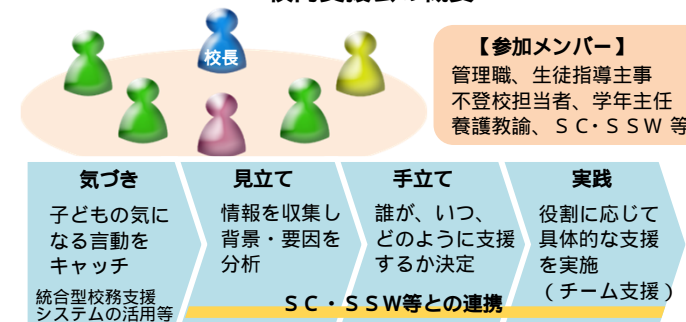 校長
【参加メンバー】
管理職、生徒指導主事
不登校担当者、学年主任
養護教諭、ＳＣ・ＳＳＷ 等
気づき
子どもの気に
なる言動を
キャッチ
統合型校務支援
システムの活用等
見立て
情報を収集し
背景・要因を
分析
手立て
誰が、いつ、
どのように支援
するか決定
実践
役割に応じて
具体的な支援
を実施
（チーム支援）
ＳＣ・ＳＳＷ等との連携